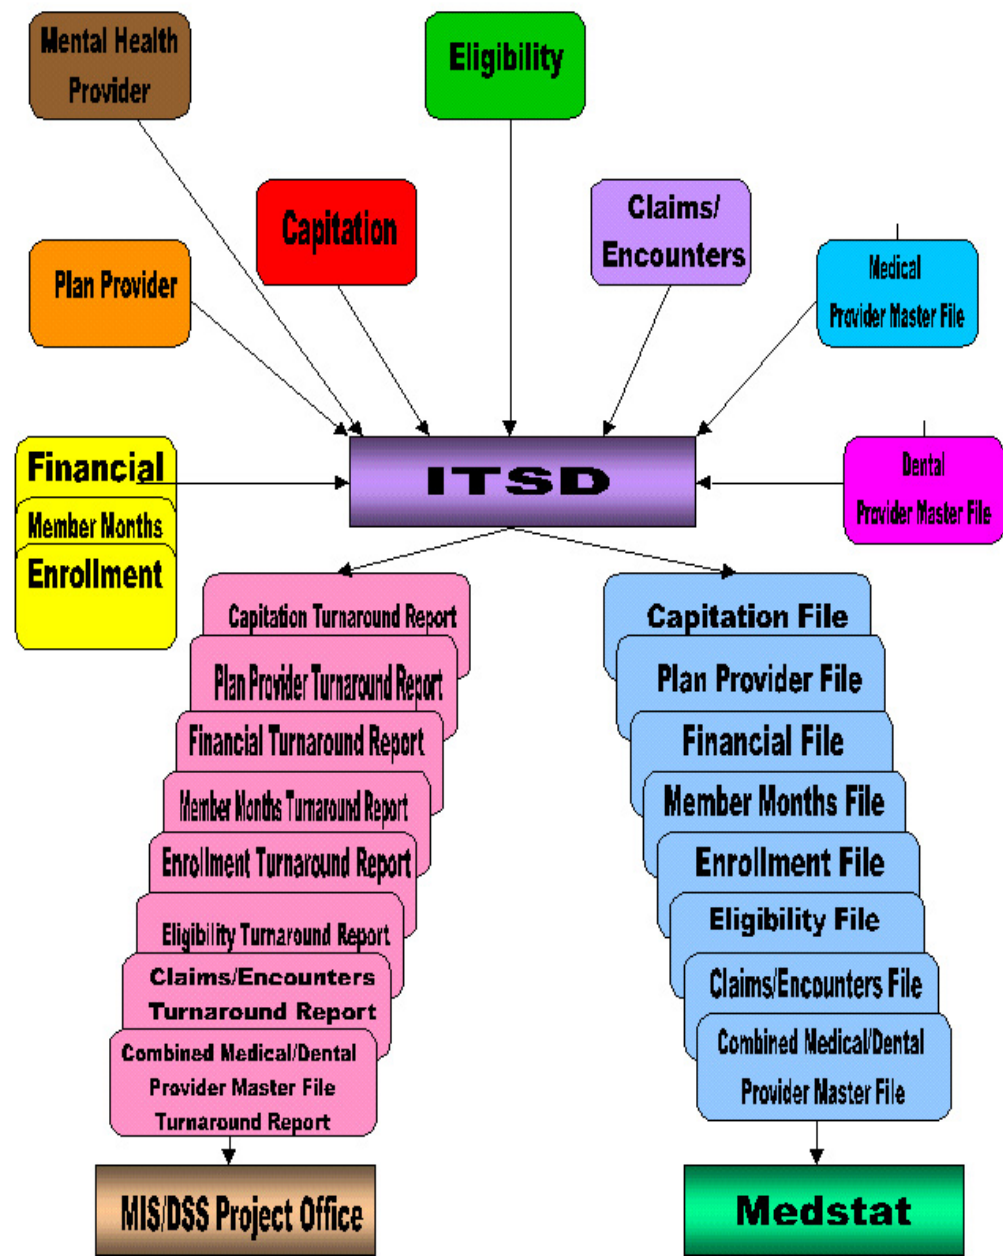 Mental Health
Provider
Eligibility
Capitation
Claims/
Encounters
Plan Provider
Medical
Provider Master File
Financial
Member Months
Enrollment
ITSD
Dental
Provider Master File
Capitation Turnaround Report
Plan Provider Turnaround Report
Financial Turnaround Report
Member Months Turnaround Report
Enrollment Turnaround Report
Eligibility Turnaround Report
Claims/Encounters
Turnaround Report
Combined Medical/Dental
Provider Master File
Turnaround Report
Capitation File
Plan Provider File
Financial File
Member Months File
Enrollment File
Eligibility File
Claims/Encounters File
Combined Medical/Dental
Provider Master File
MIS/DSS Project Office
Medstat